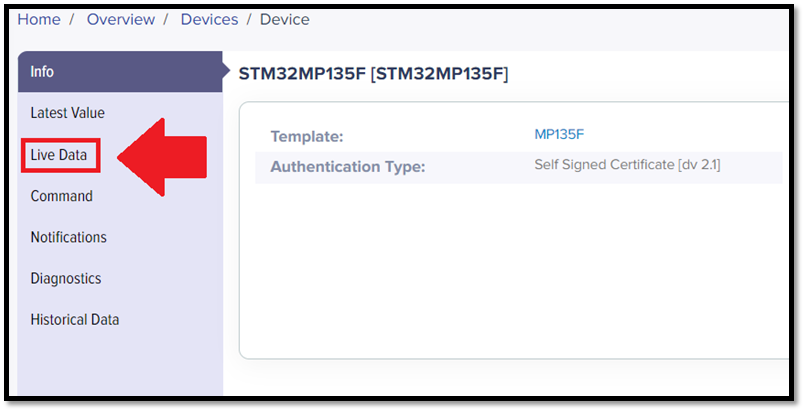 Home / Overview / Devices / Device
Info
Latest Value
Live Data
Command
Notifications
Diagnostics
Historical Data
STM32MP135F [STM32MP135F]
Template: MP135F
Authentication Type: Self Signed Certificate [dv 2.1]